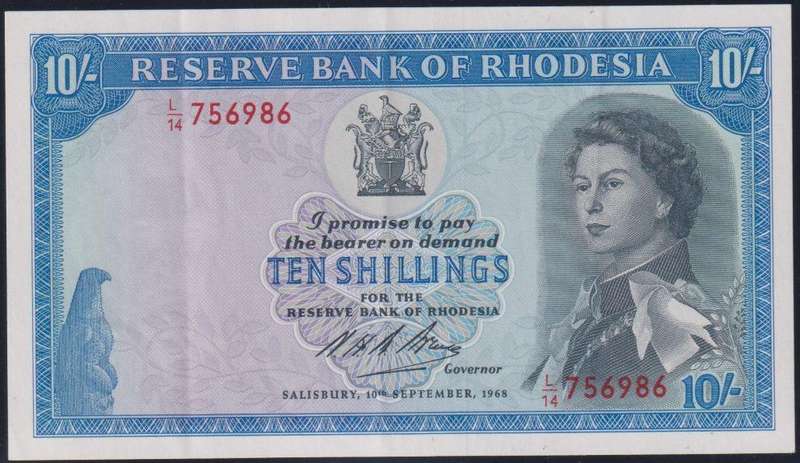 10/-
RESERVE BANK OF RHODESIA
10/-
L/14 756986
I promise to pay
the bearer on demand
TEN SHILLINGS
FOR THE
RESERVE BANK OF RHODESIA
Governor
SALISBURY, 10th SEPTEMBER, 1968
L/14 756986
10/-